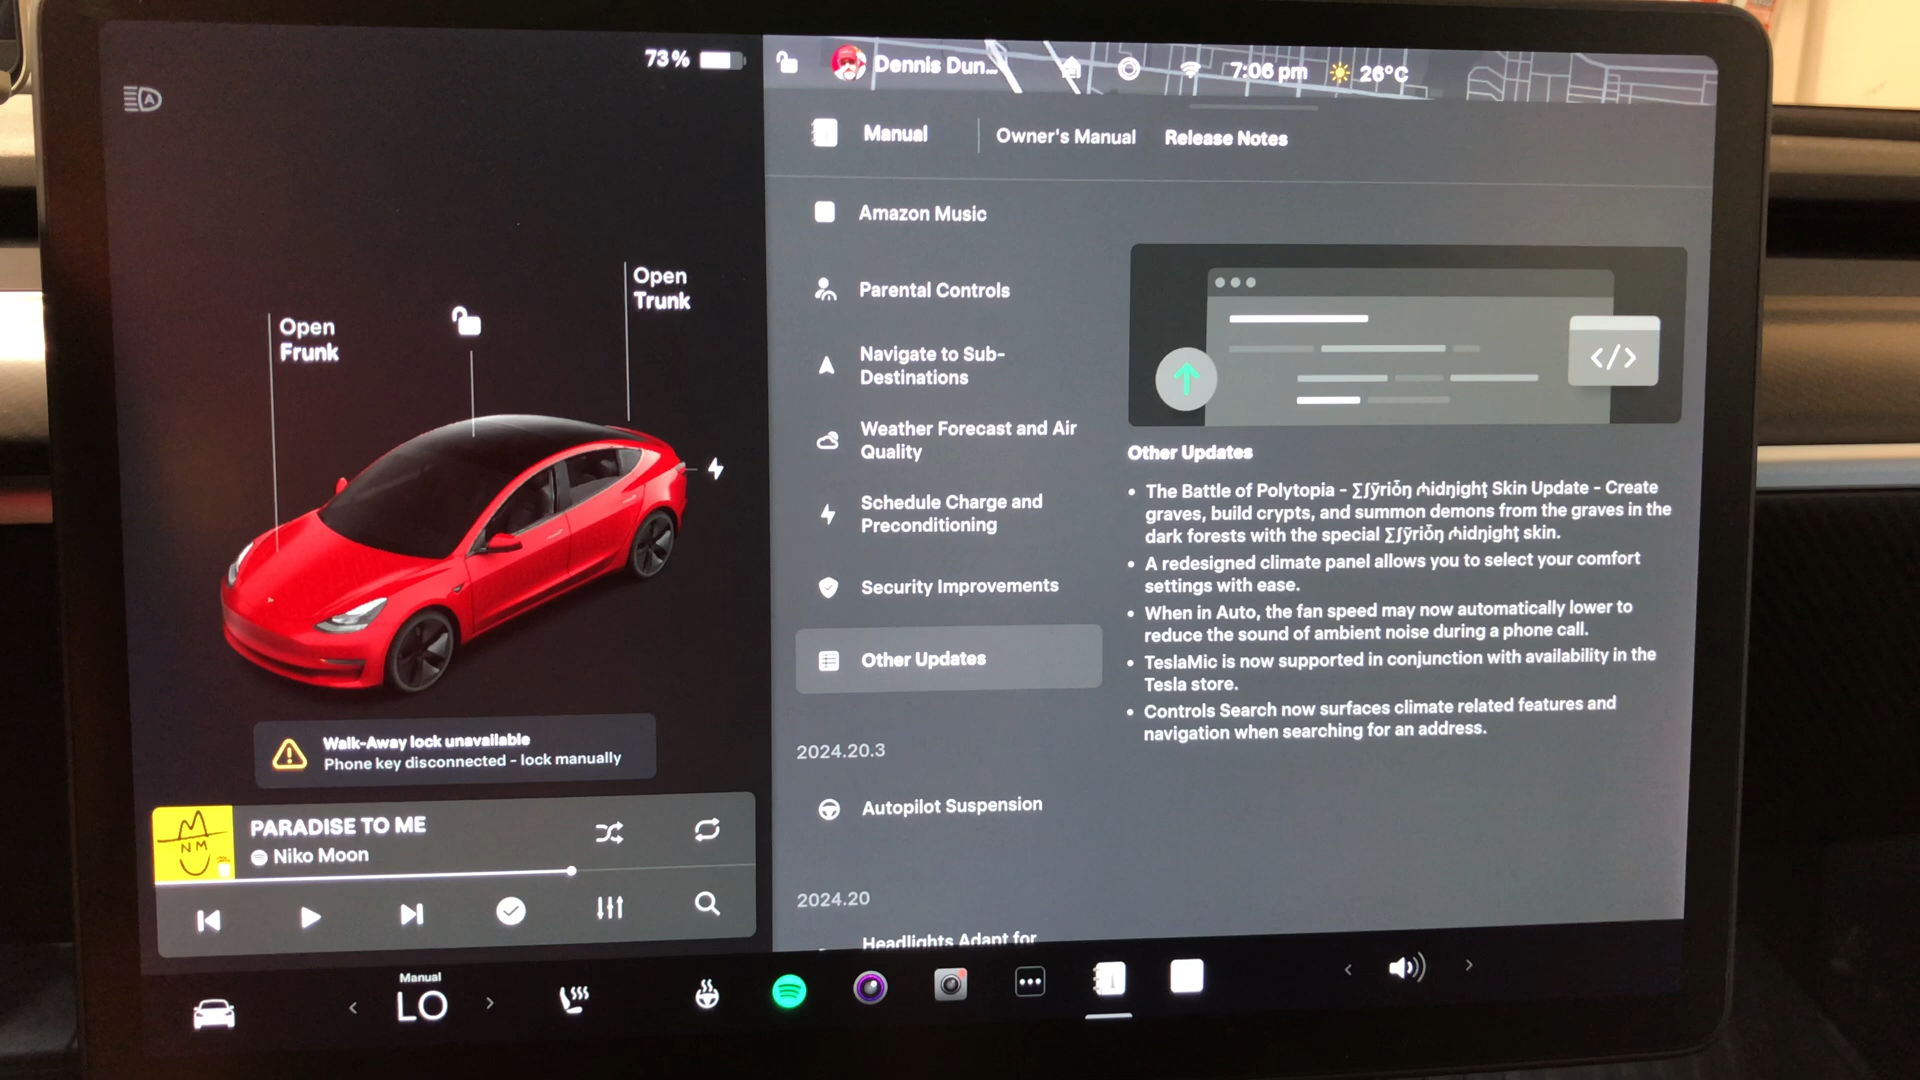 73%
Dennis Dun...
7:06 pm
26°C
Manual
Owner's Manual
Release Notes
Open
Frunk
Open
Trunk
Walk-Away lock unavailable
Phone key disconnected - lock manually
NM
PARADISE TO ME
Niko Moon
Manual
LO
Amazon Music
Parental Controls
Navigate to Sub-
Destinations
Weather Forecast and Air
Quality
Schedule Charge and
Preconditioning
Security Improvements
Other Updates
2024.20.3
Autopilot Suspension
2024.20
Headlights Adapt for
</>
Other Updates
• The Battle of Polytopia - ∑∫ỹriȱŋ ₼idŋighţ Skin Update - Create
graves, build crypts, and summon demons from the graves in the
dark forests with the special ∑∫ỹriȱŋ ₼idŋighţ skin.
• A redesigned climate panel allows you to select your comfort
settings with ease.
• When in Auto, the fan speed may now automatically lower to
reduce the sound of ambient noise during a phone call.
• TeslaMic is now supported in conjunction with availability in the
Tesla store.
• Controls Search now surfaces climate related features and
navigation when searching for an address.